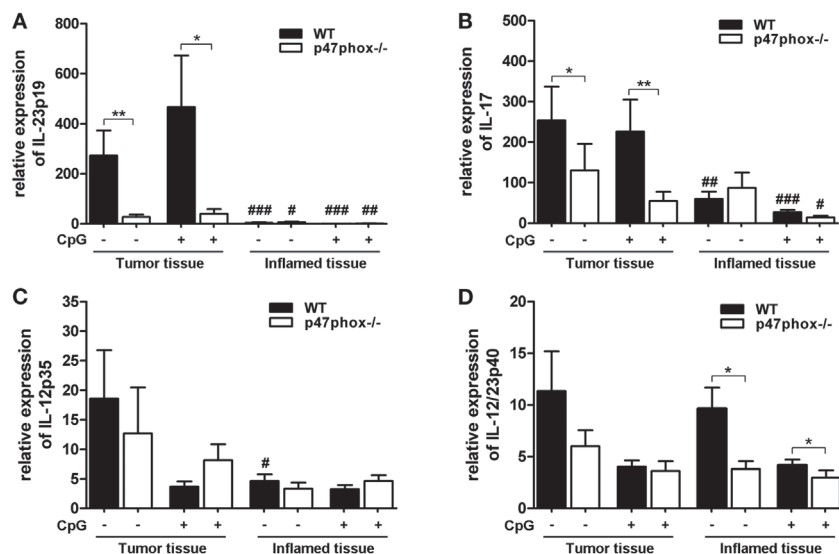 A
relative expression
of IL-23p19
800
600
400
200
0
WT
p47phox-/-
**
*
###
#
###
##
CpG - - + + - - + +
Tumor tissue
Inflamed tissue
B
relative expression
of IL-17
500
400
300
200
100
0
WT
p47phox-/-
*
**
##
###
#
CpG - - + + - - + +
Tumor tissue
Inflamed tissue
C
relative expression
of IL-12p35
35
30
25
20
15
10
5
0
WT
p47phox-/-
#
CpG - - + + - - + +
Tumor tissue
Inflamed tissue
D
relative expression
of IL-12/23p40
20
15
10
5
0
WT
p47phox-/-
*
*
CpG - - + + - - + +
Tumor tissue
Inflamed tissue